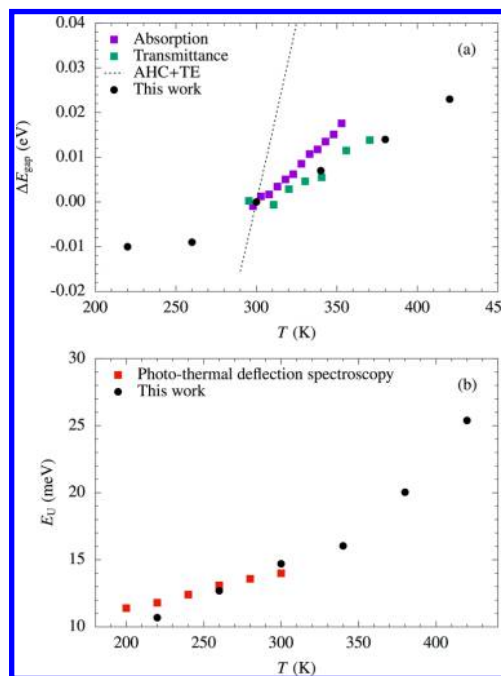 0.04
0.03
0.02
0.01
0.00
-0.01
0.02
ΔE_gap (eV)
Absorption
Transmittance
AHC+TE
This work
(a)
200 250 300 350 400 45
T (K)
30
25
20
15
10
E_U (meV)
Photo-thermal deflection spectroscopy
This work
(b)
200 250 300 350 400
T (K)